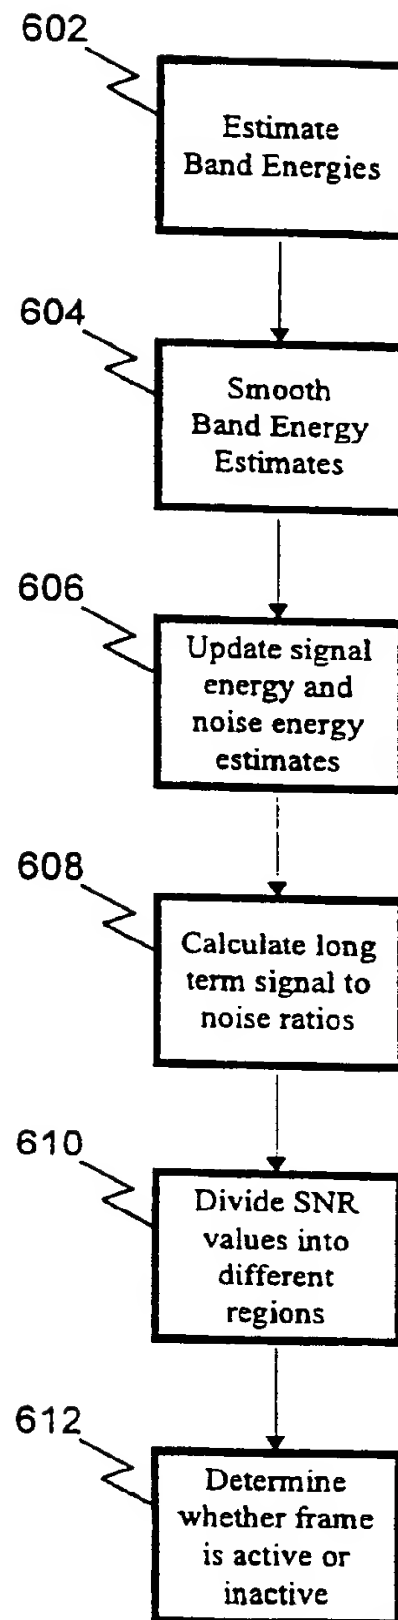 602
Estimate
Band Energies
604
Smooth
Band Energy
Estimates
606
Update signal
energy and
noise energy
estimates
608
Calculate long
term signal to
noise ratios
610
Divide SNR
values into
different
regions
612
Determine
whether frame
is active or
inactive